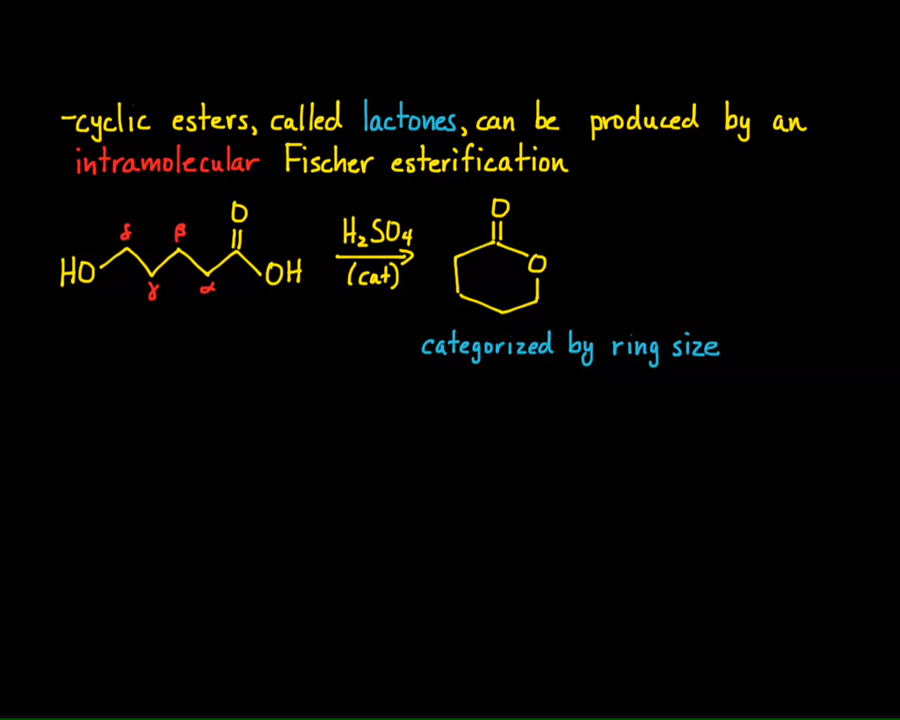 -cyclic esters, called lactones, can be produced by an
intramolecular Fischer esterification
HO δ γ β α O OH
H₂SO₄
(cat)
O O
categorized by ring size